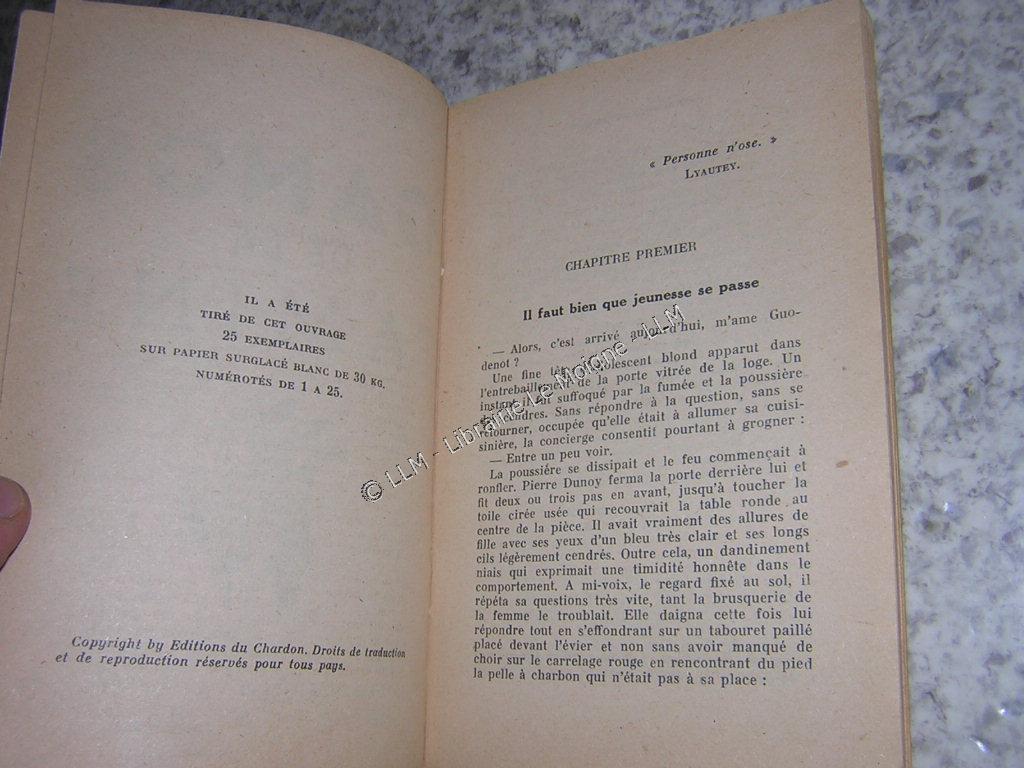 IL A ÉTÉ
TIRÉ DE CET OUVRAGE
25 EXEMPLAIRES
SUR PAPIER SURGLACÉ BLANC DE 30 KG.
NUMÉROTÉS DE 1 A 25.
Copyright by Editions du Chardon. Droits de traduction
et de reproduction réservés pour tous pays.
« Personne n'ose. »
LYAUTEY.
CHAPITRE PREMIER
Il faut bien que jeunesse se passe
— Alors, c'est arrivé aujourd'hui, m'ame Guo-
denot ?
Une fine tête d'adolescent blond apparut dans
l'entrebaillement de la porte vitrée de la loge. Un
instant il fut suffoqué par la fumée et la poussière
de cendres. Sans répondre à la question, sans se
retourner, occupée qu'elle était à allumer sa cuisi-
sinière, la concierge consentit pourtant à grogner :
— Entre un peu voir.
La poussiére se dissipait et le feu commençait à
ronfler. Pierre Dunoy ferma la porte derrière lui et
fit deux ou trois pas en avant, jusqu'à toucher la
toile cirée usée qui recouvrait la table ronde au
centre de la pièce. Il avait vraiment des allures de
fille avec ses yeux d'un bleu très clair et ses longs
cils légèrement cendrés. Outre cela, un dandinement
niais qui exprimait une timidité honnête dans le
comportement. A mi-voix, le regard fixé au sol, il
répéta sa questions très vite, tant la brusquerie de
la femme le troublait. Elle daigna cette fois lui
répondre tout en s'effondrant sur un tabouret paillé
placé devant l'évier et non sans avoir manqué de
choir sur le carrelage rouge en rencontrant du pied
la pelle à charbon qui n'était pas à sa place :
© LLM - Librairie Le Moigne - LLM